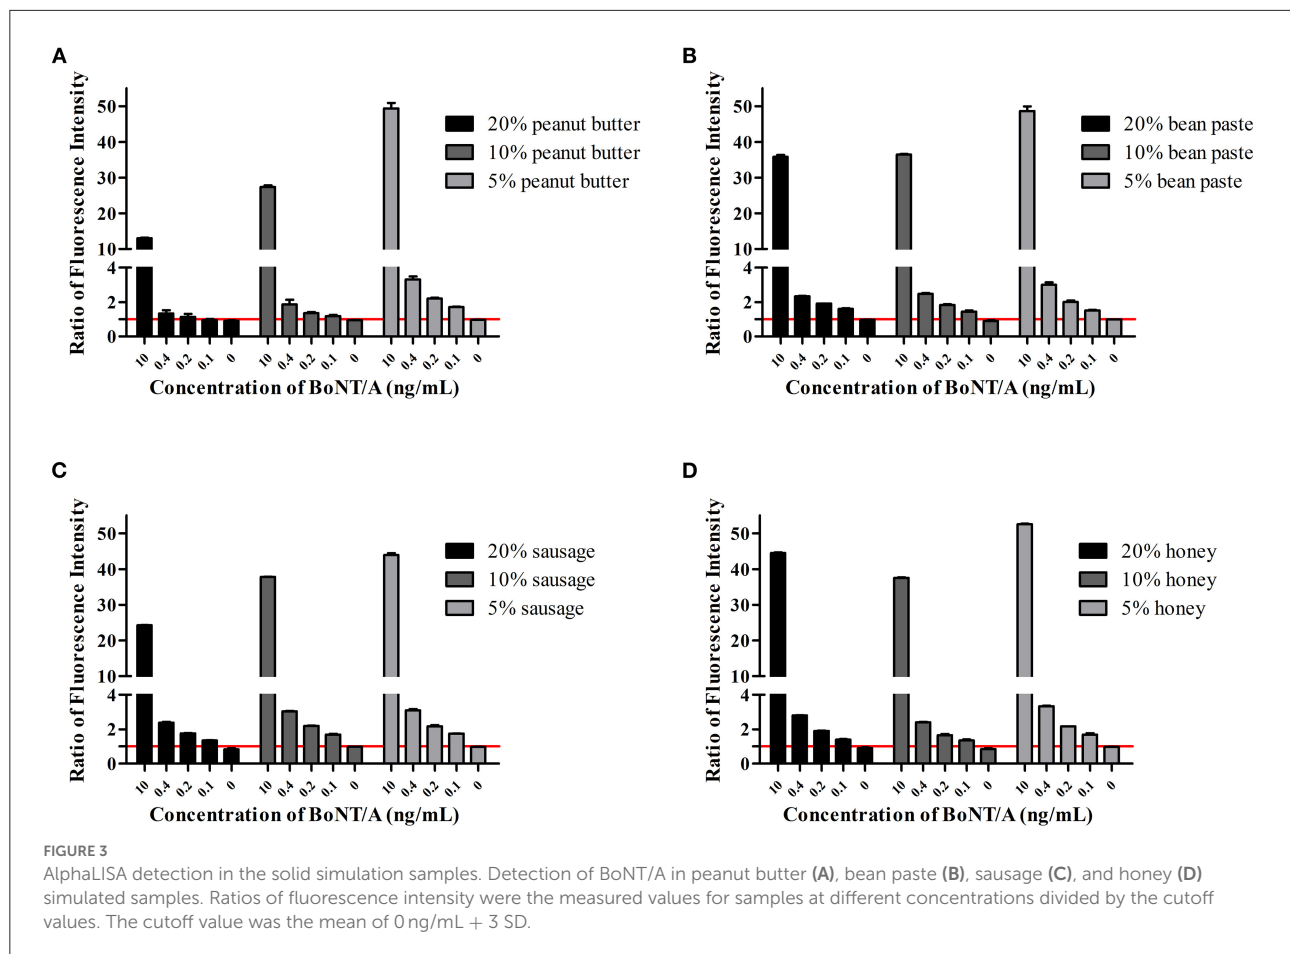 A
Ratio of Fluorescence Intensity
50
40
30
20
10
4
2
0
20% peanut butter
10% peanut butter
5% peanut butter
10 0.4 0.2 0.1 0 10 0.4 0.2 0.1 0 10 0.4 0.2 0.1 0
Concentration of BoNT/A (ng/mL)
B
Ratio of Fluorescence Intensity
50
40
30
20
10
4
2
0
20% bean paste
10% bean paste
5% bean paste
10 0.4 0.2 0.1 0 10 0.4 0.2 0.1 0 10 0.4 0.2 0.1 0
Concentration of BoNT/A (ng/mL)
C
Ratio of Fluorescence Intensity
50
40
30
20
10
4
2
0
20% sausage
10% sausage
5% sausage
10 0.4 0.2 0.1 0 10 0.4 0.2 0.1 0 10 0.4 0.2 0.1 0
Concentration of BoNT/A (ng/mL)
D
Ratio of Fluorescence Intensity
50
40
30
20
10
4
2
0
20% honey
10% honey
5% honey
10 0.4 0.2 0.1 0 10 0.4 0.2 0.1 0 10 0.4 0.2 0.1 0
Concentration of BoNT/A (ng/mL)
FIGURE 3
AlphaLISA detection in the solid simulation samples. Detection of BoNT/A in peanut butter (A), bean paste (B), sausage (C), and honey (D)
simulated samples. Ratios of fluorescence intensity were the measured values for samples at different concentrations divided by the cutoff
values. The cutoff value was the mean of 0 ng/mL + 3 SD.